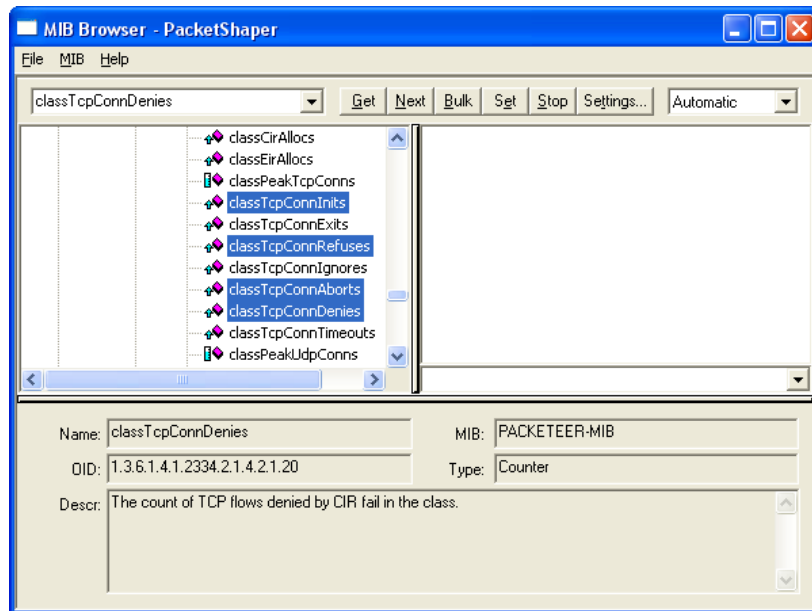 MIB Browser - PacketShaper
File MIB Help
classTcpConnDenies Get Next Bulk Set Stop Settings... Automatic
classCirAllocs
classEirAllocs
classPeakTcpConns
classTcpConnInits
classTcpConnExits
classTcpConnRefuses
classTcpConnIgnores
classTcpConnAborts
classTcpConnDenies
classTcpConnTimeouts
classPeakUdpConns
Name: classTcpConnDenies MIB: PACKETEER-MIB
OID: 1.3.6.1.4.1.2334.2.1.4.2.1.20 Type: Counter
Descr: The count of TCP flows denied by CIR fail in the class.